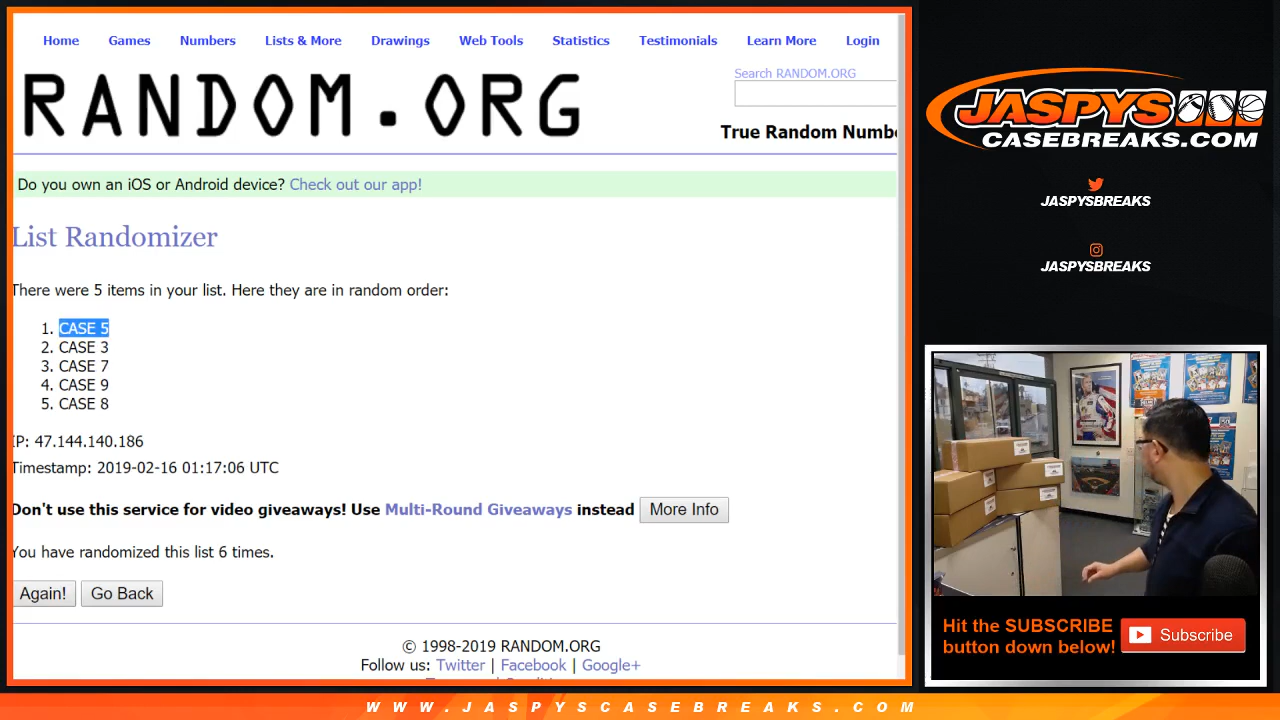 Home Games Numbers Lists & More Drawings Web Tools Statistics Testimonials Learn More Login
RANDOM.ORG
Search RANDOM.ORG
True Random Numbe
Do you own an iOS or Android device? Check out our app!
List Randomizer
There were 5 items in your list. Here they are in random order:
1. CASE 5
2. CASE 3
3. CASE 7
4. CASE 9
5. CASE 8
IP: 47.144.140.186
Timestamp: 2019-02-16 01:17:06 UTC
Don't use this service for video giveaways! Use Multi-Round Giveaways instead More Info
You have randomized this list 6 times.
Again! Go Back
© 1998-2019 RANDOM.ORG
Follow us: Twitter | Facebook | Google+
JASPYS
CASEBREAKS.COM
JASPYSBREAKS
JASPYSBREAKS
Hit the SUBSCRIBE
button down below!
Subscribe
WWW.JASPYSCASEBREAKS.COM